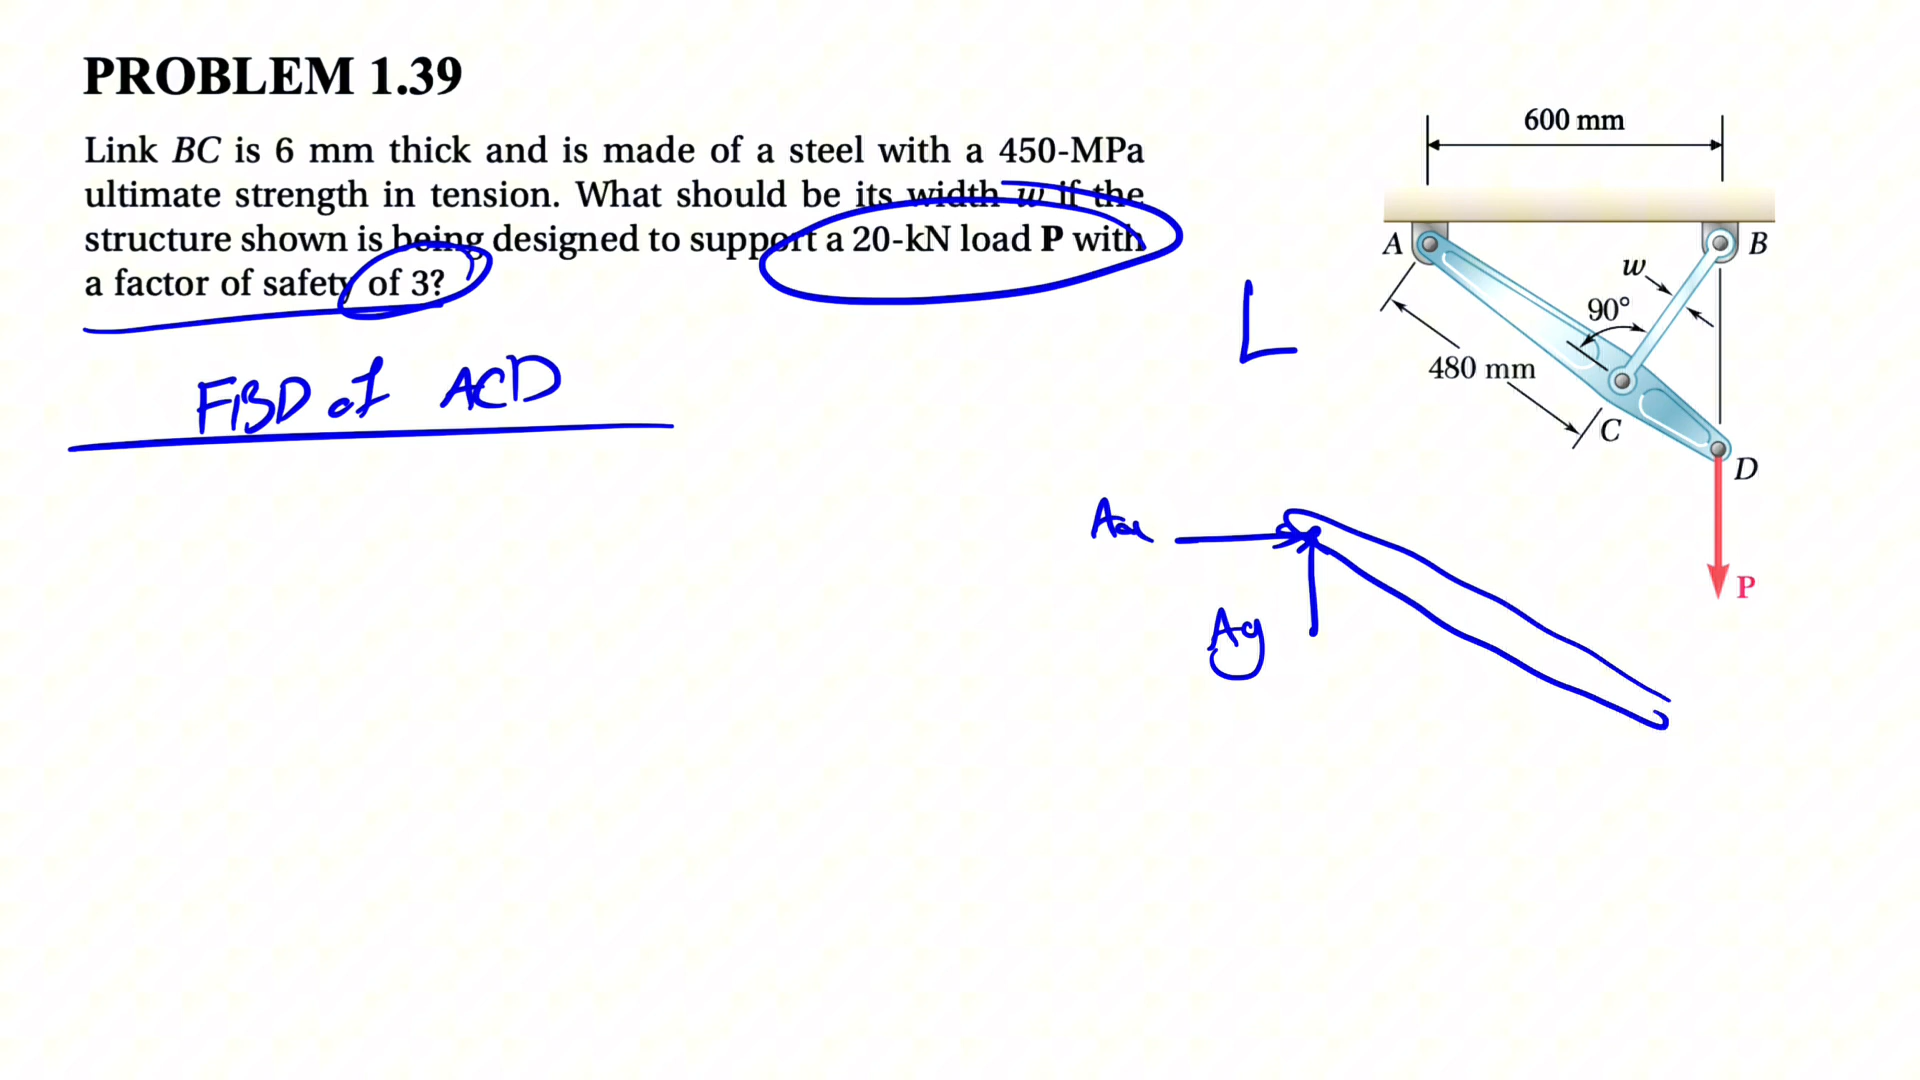 PROBLEM 1.39
Link BC is 6 mm thick and is made of a steel with a 450-MPa
ultimate strength in tension. What should be its width w if the
structure shown is being designed to support a 20-kN load P with
a factor of safety of 3?
FBD of ACD
600 mm
A
B
w
90°
480 mm
C
D
P
L
Ay